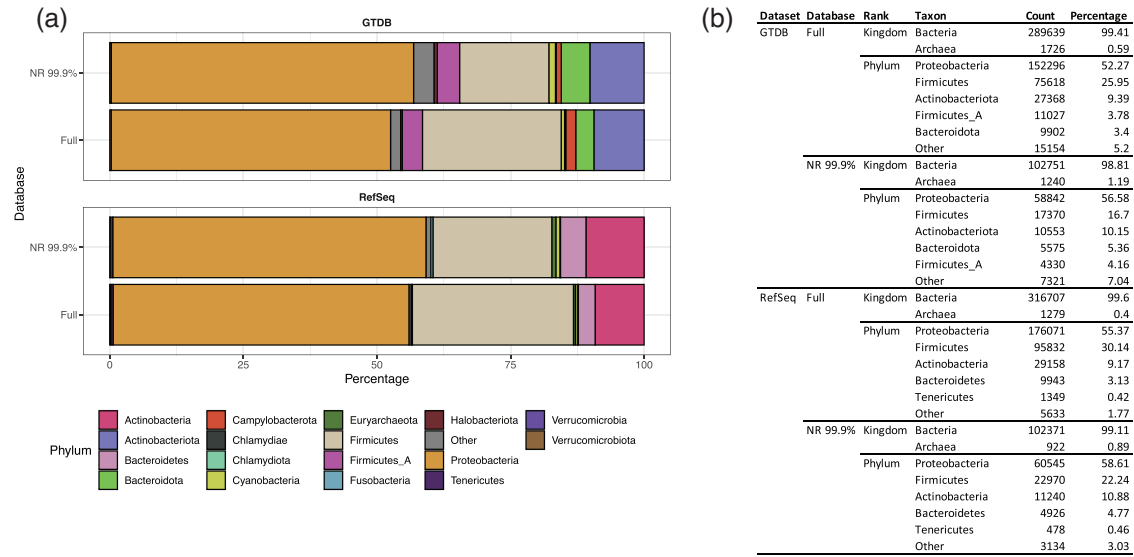 (a)
GTDB
NR 99.9%
Full
RefSeq
NR 99.9%
Full
Database
0 25 50 75 100
Percentage
Phylum
Actinobacteria Campylobacterota Euryarchaeota Halobacteriota Verrucomicrobia
Actinobacteriota Chlamydiae Firmicutes Other Verrucomicrobiota
Bacteroidetes Chlamydiota Firmicutes_A Proteobacteria
Bacteroidota Cyanobacteria Fusobacteria Tenericutes
(b)
Dataset Database Rank Taxon Count Percentage
GTDB Full Kingdom Bacteria 289639 99.41
Archaea 1726 0.59
Phylum Proteobacteria 152296 52.27
Firmicutes 75618 25.95
Actinobacteriota 27368 9.39
Firmicutes_A 11027 3.78
Bacteroidota 9902 3.4
Other 15154 5.2
NR 99.9% Kingdom Bacteria 102751 98.81
Archaea 1240 1.19
Phylum Proteobacteria 58842 56.58
Firmicutes 17370 16.7
Actinobacteriota 10553 10.15
Bacteroidota 5575 5.36
Firmicutes_A 4330 4.16
Other 7321 7.04
RefSeq Full Kingdom Bacteria 316707 99.6
Archaea 1279 0.4
Phylum Proteobacteria 176071 55.37
Firmicutes 95832 30.14
Actinobacteria 29158 9.17
Bacteroidetes 9943 3.13
Tenericutes 1349 0.42
Other 5633 1.77
NR 99.9% Kingdom Bacteria 102371 99.11
Archaea 922 0.89
Phylum Proteobacteria 60545 58.61
Firmicutes 22970 22.24
Actinobacteria 11240 10.88
Bacteroidetes 4926 4.77
Tenericutes 478 0.46
Other 3134 3.03